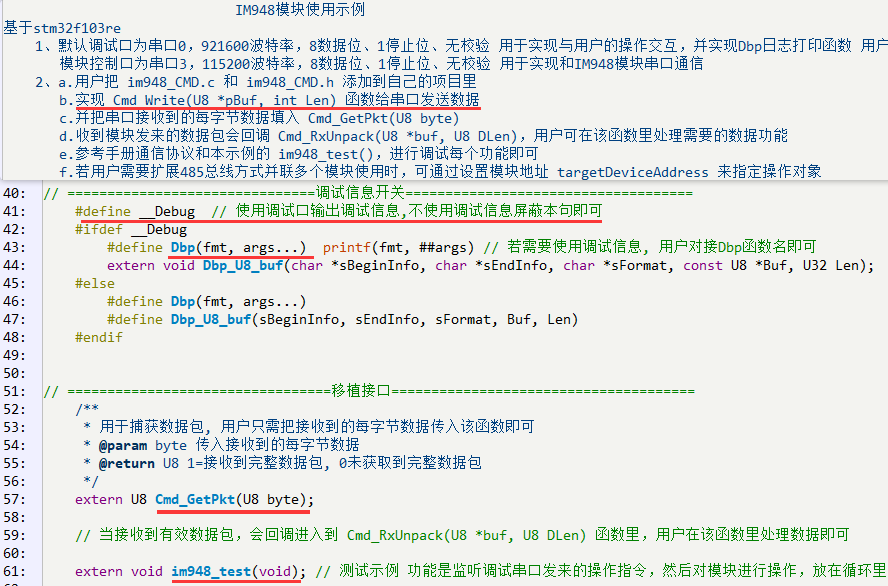 IM948模块使用示例
基于stm32f103re
1、默认调试口为串口0，921600波特率，8数据位、1停止位、无校验 用于实现与用户的操作交互，并实现Dbp日志打印函数 用户
模块控制口为串口3，115200波特率，8数据位、1停止位、无校验 用于实现和IM948模块串口通信
2、a.用户把 im948_CMD.c 和 im948_CMD.h 添加到自己的项目里
b.实现 Cmd_Write(U8 *pBuf, int Len) 函数给串口发送数据
c.并把串口接收到的每字节数据填入 Cmd_GetPkt(U8 byte)
d.收到模块发来的数据包会回调 Cmd_RxUnpack(U8 *buf, U8 DLen)，用户可在该函数里处理需要的数据功能
e.参考手册通信协议和本示例的 im948_test()，进行调试每个功能即可
f.若用户需要扩展485总线方式并联多个模块使用时，可通过设置模块地址 targetDeviceAddress 来指定操作对象
40: // ===============================调试信息开关====================================
41: #define __Debug // 使用调试口输出调试信息,不使用调试信息屏蔽本句即可
42: #ifdef __Debug
43: #define Dbp(fmt, args...) printf(fmt, ##args) // 若需要使用调试信息, 用户对接Dbp函数名即可
44: extern void Dbp_U8_buf(char *sBeginInfo, char *sEndInfo, char *sFormat, const U8 *Buf, U32 Len);
45: #else
46: #define Dbp(fmt, args...)
47: #define Dbp_U8_buf(sBeginInfo, sEndInfo, sFormat, Buf, Len)
48: #endif
49:
50:
51: // =================================移植接口======================================
52: /**
53: * 用于捕获数据包, 用户只需把接收到的每字节数据传入该函数即可
54: * @param byte 传入接收到的每字节数据
55: * @return U8 1=接收到完整数据包, 0未获取到完整数据包
56: */
57: extern U8 Cmd_GetPkt(U8 byte);
58:
59: // 当接收到有效数据包，会回调进入到 Cmd_RxUnpack(U8 *buf, U8 DLen) 函数里，用户在该函数里处理数据即可
60:
61: extern void im948_test(void); // 测试示例 功能是监听调试串口发来的操作指令，然后对模块进行操作，放在循环里